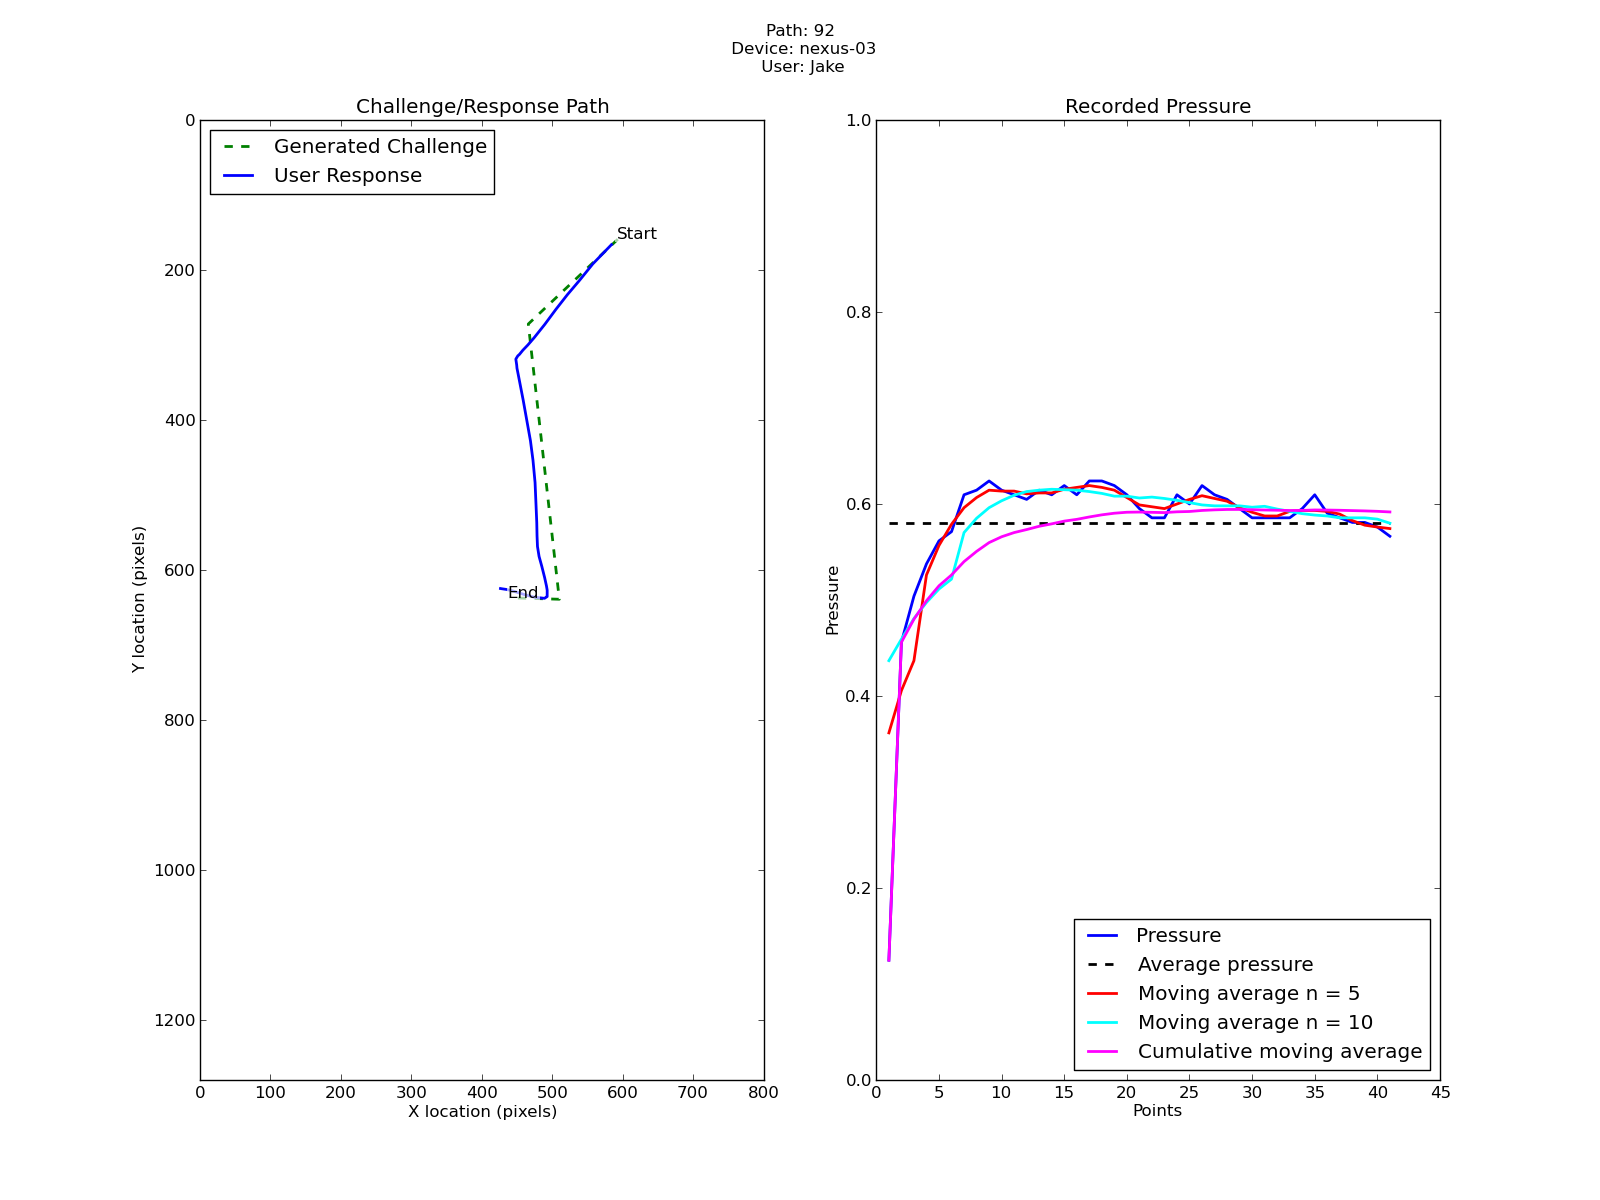 Path: 92
Device: nexus-03
User: Jake
Challenge/Response Path
Generated Challenge
User Response
Start
End
0
200
400
600
800
1000
1200
Y location (pixels)
0 100 200 300 400 500 600 700 800
X location (pixels)
Recorded Pressure
1.0
0.8
0.6
0.4
0.2
0.0
Pressure
Pressure
Average pressure
Moving average n = 5
Moving average n = 10
Cumulative moving average
0 5 10 15 20 25 30 35 40 45
Points